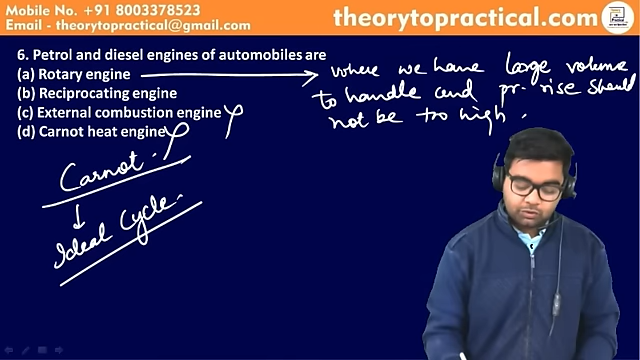 Mobile No. +91 8003378523
Email - theorytopractical@gmail.com
theorytopractical.com
6. Petrol and diesel engines of automobiles are
(a) Rotary engine
(b) Reciprocating engine
(c) External combustion engine
(d) Carnot heat engine
where we have large volume
to handle and pr. rise should
not be too high.
Carnot.
Ideal Cycle.